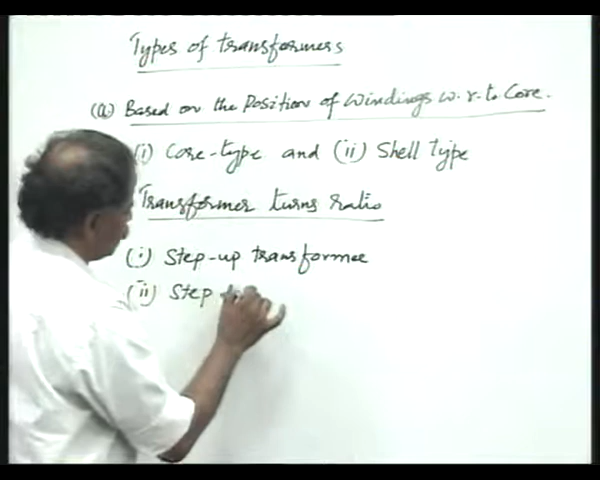 Types of transformers
(a) Based on the Position of Windings w.r.to Core.
(i) Core-type and (ii) Shell type
Transformer turns ratio
(i) Step-up transformer
(ii) Step